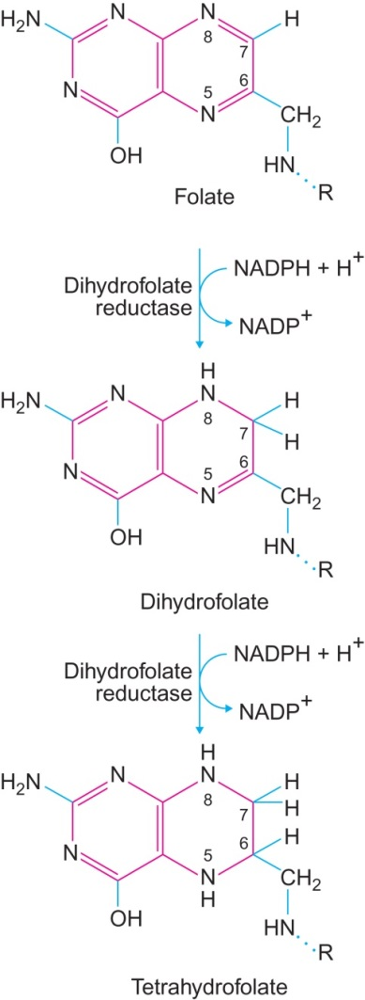 H₂N N N H
8 7
N 5 6
N CH₂
OH HN
R
Folate
Dihydrofolate
reductase
NADPH + H⁺
NADP⁺
H
H₂N N N H
8 7 H
N 5 6
N CH₂
OH HN
R
Dihydrofolate
Dihydrofolate
reductase
NADPH + H⁺
NADP⁺
H
H₂N N N H
8 7 H
6 H
N 5
N CH₂
H
OH HN
R
Tetrahydrofolate